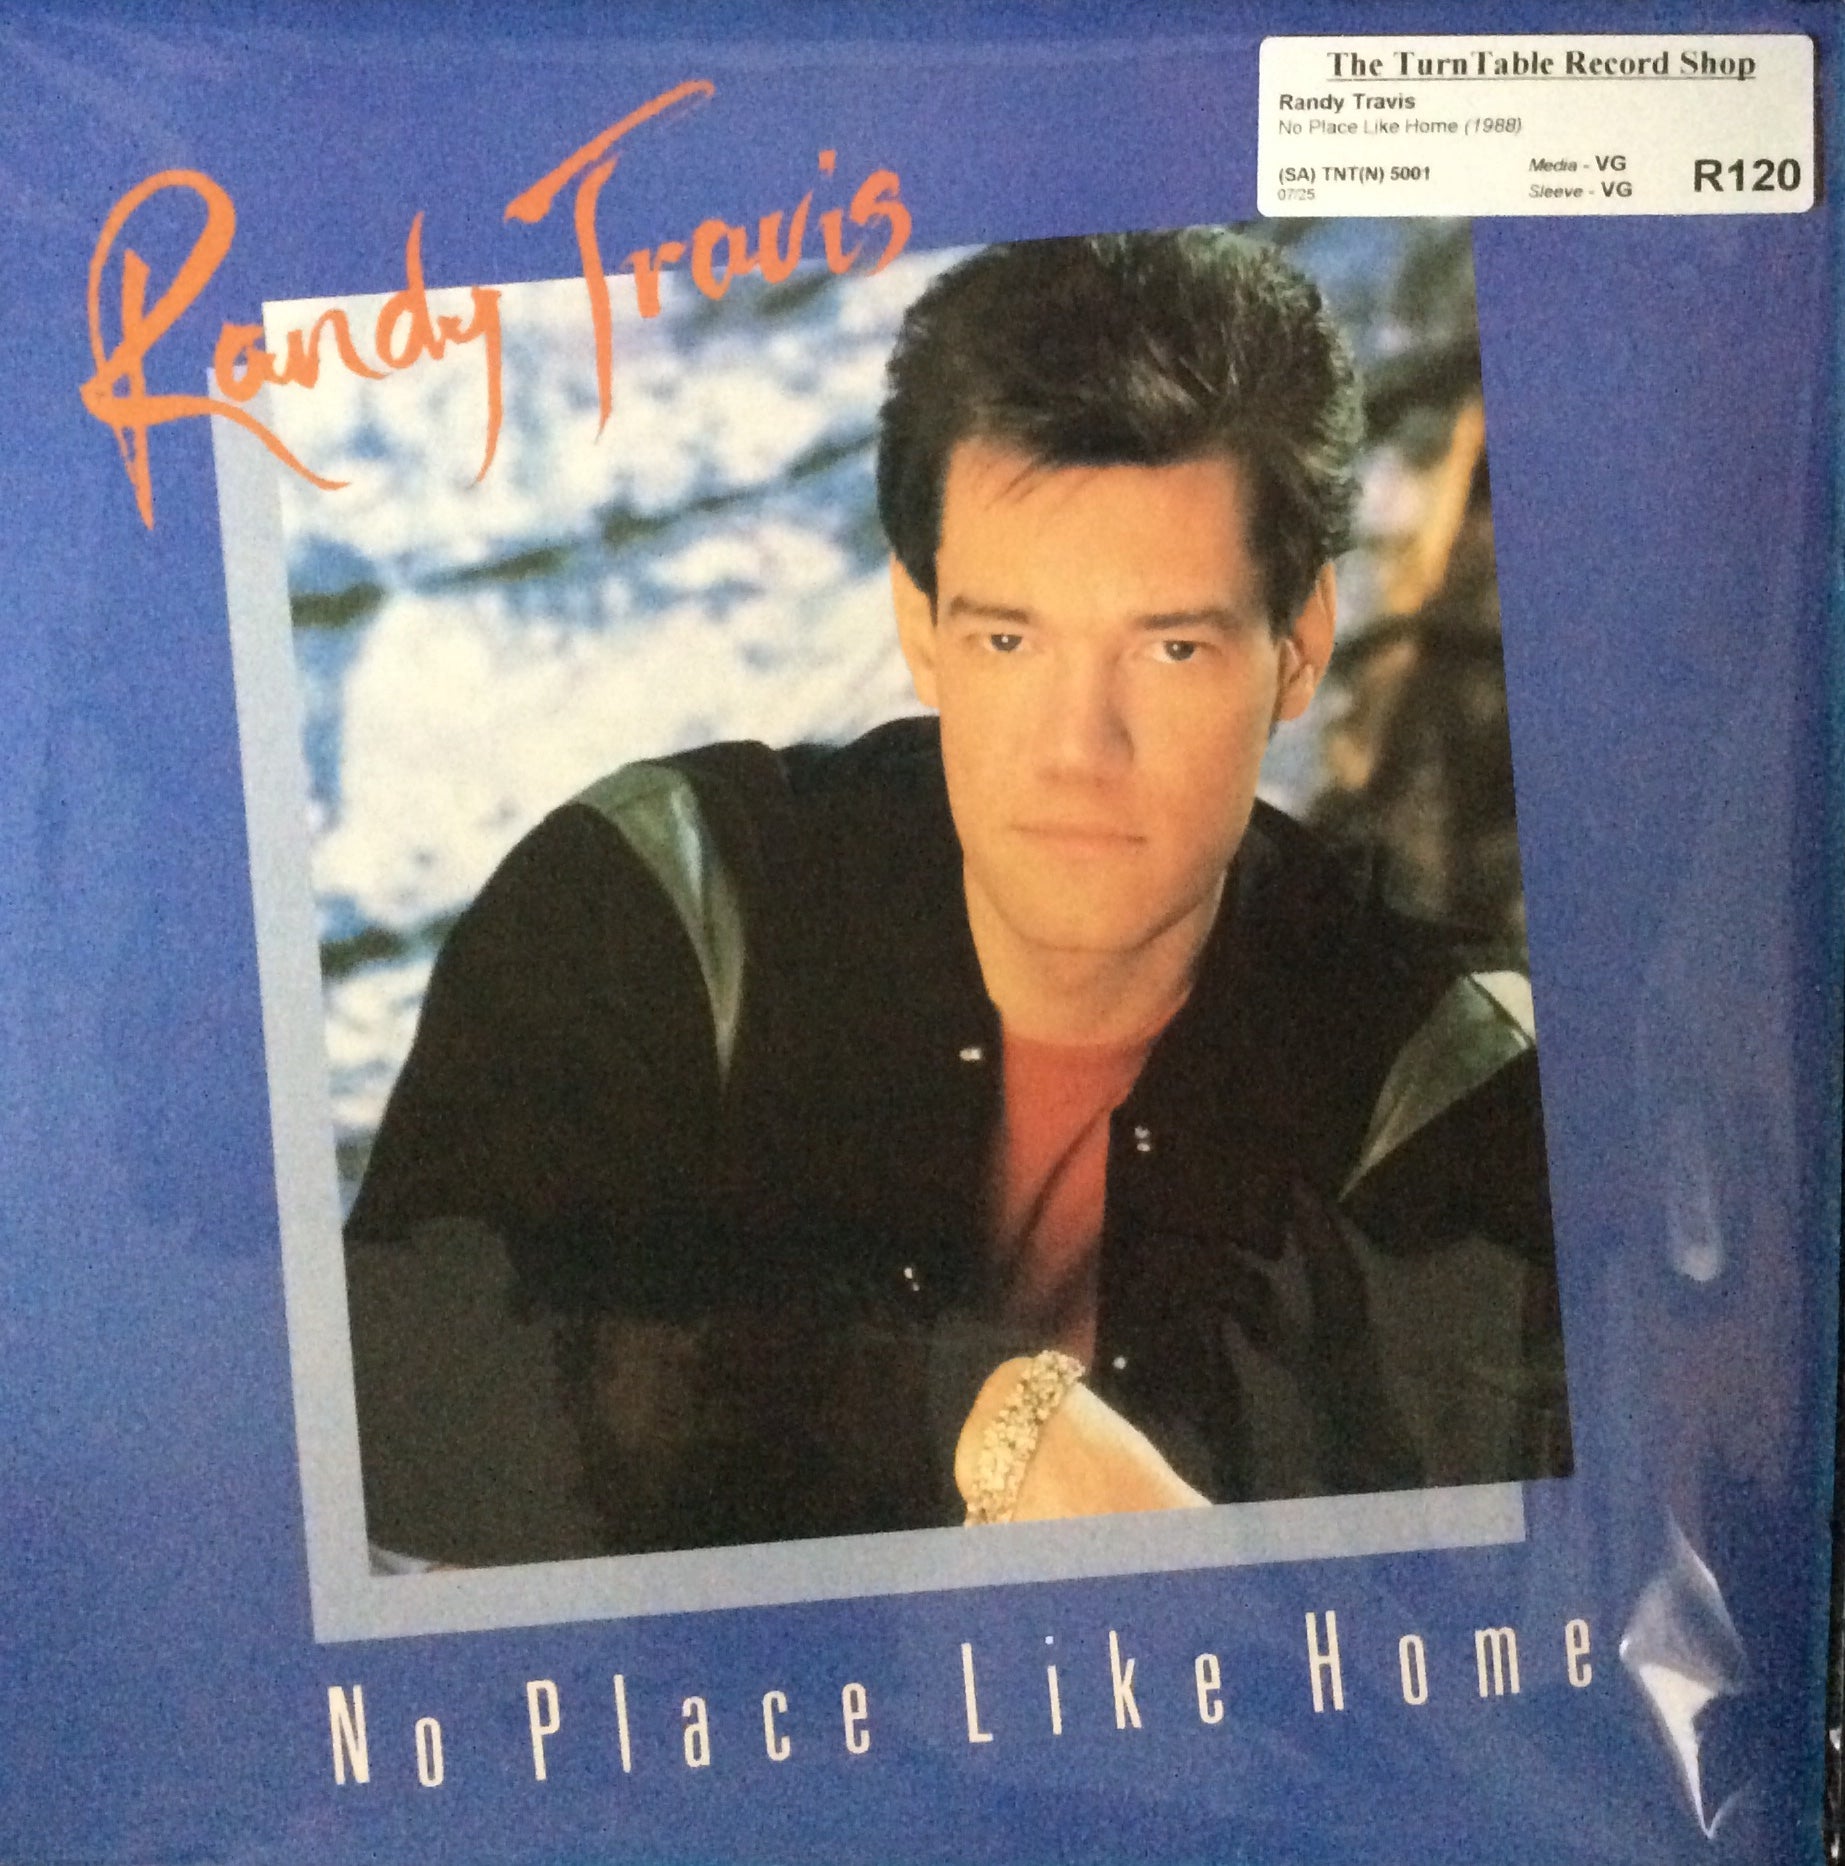 The TurnTable Record Shop
Randy Travis
No Place Like Home (1988)
(SA) TNT(N) 5001
07/25
Media - VG
Sleeve - VG
R120
Randy Travis
No Place Like Home